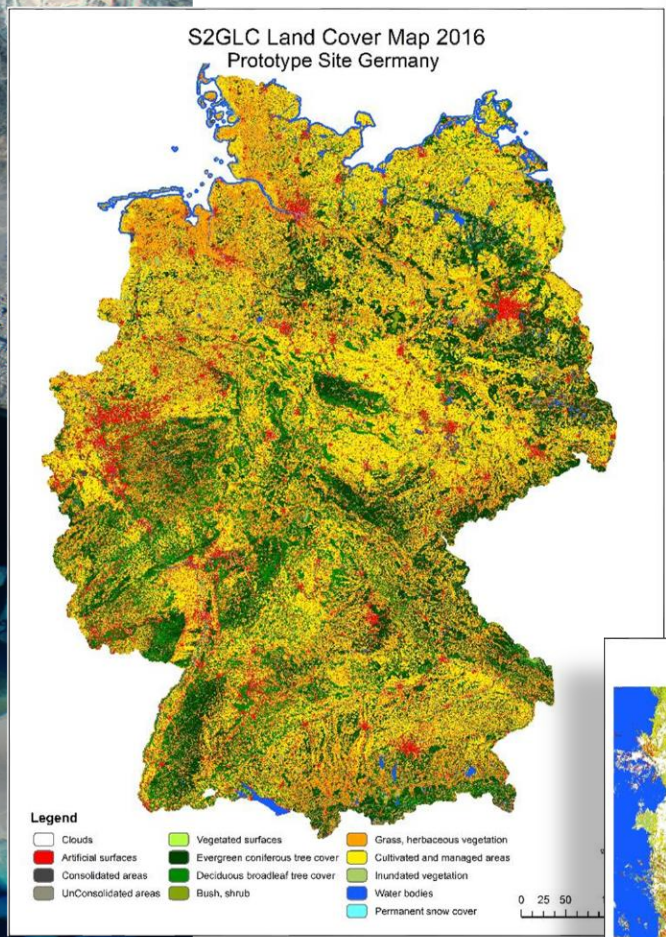 S2GLC Land Cover Map 2016
Prototype Site Germany
Legend
Clouds
Artificial surfaces
Consolidated areas
UnConsolidated areas
Vegetated surfaces
Evergreen coniferous tree cover
Deciduous broadleaf tree cover
Bush, shrub
Grass, herbaceous vegetation
Cultivated and managed areas
Inundated vegetation
Water bodies
Permanent snow cover
0 25 50